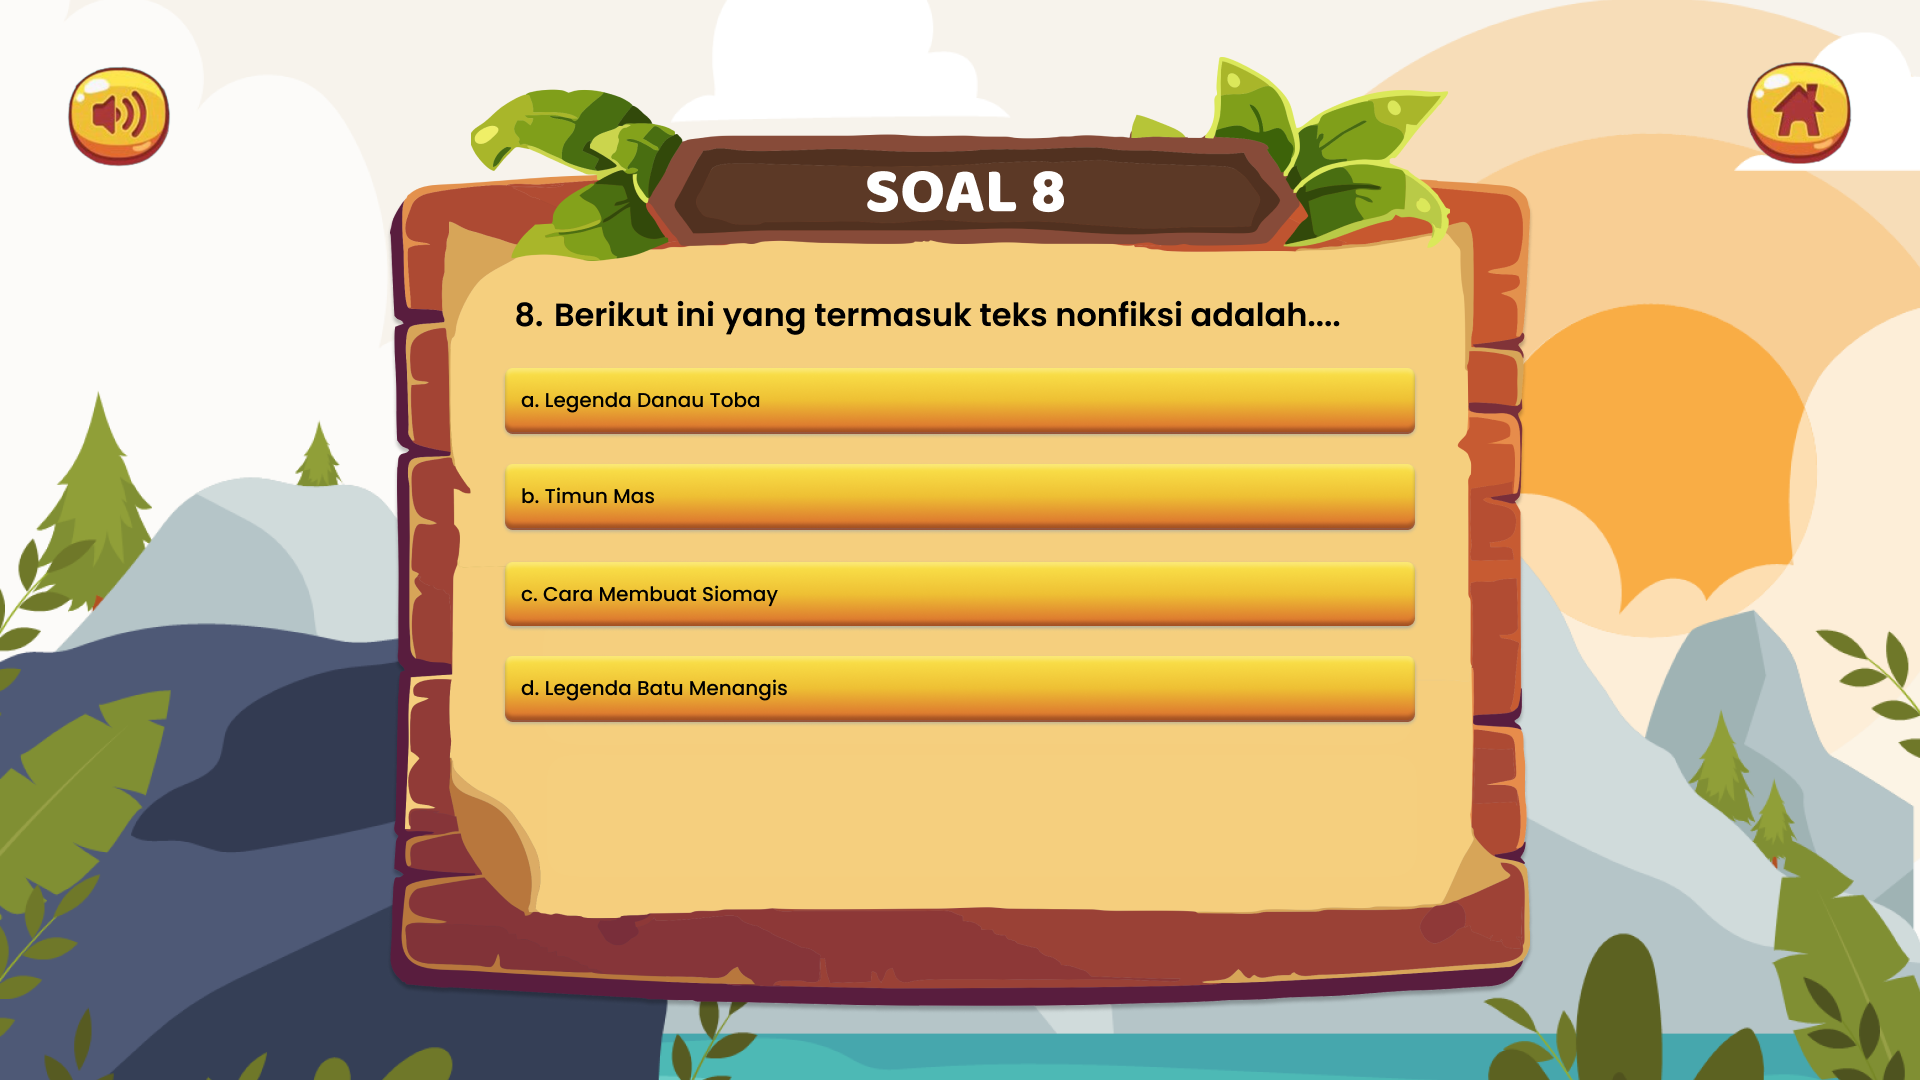 SOAL 8
8. Berikut ini yang termasuk teks nonfiksi adalah....
a. Legenda Danau Toba
b. Timun Mas
c. Cara Membuat Siomay
d. Legenda Batu Menangis